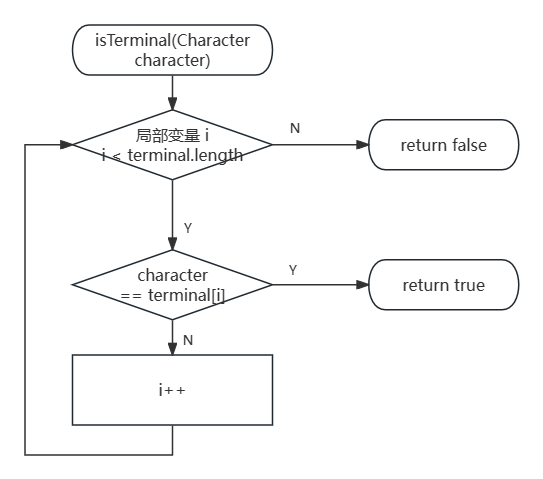 isTerminal(Character
character)
局部变量 i
i < terminal.length
N
return false
Y
character
== terminal[i]
Y
return true
N
i++